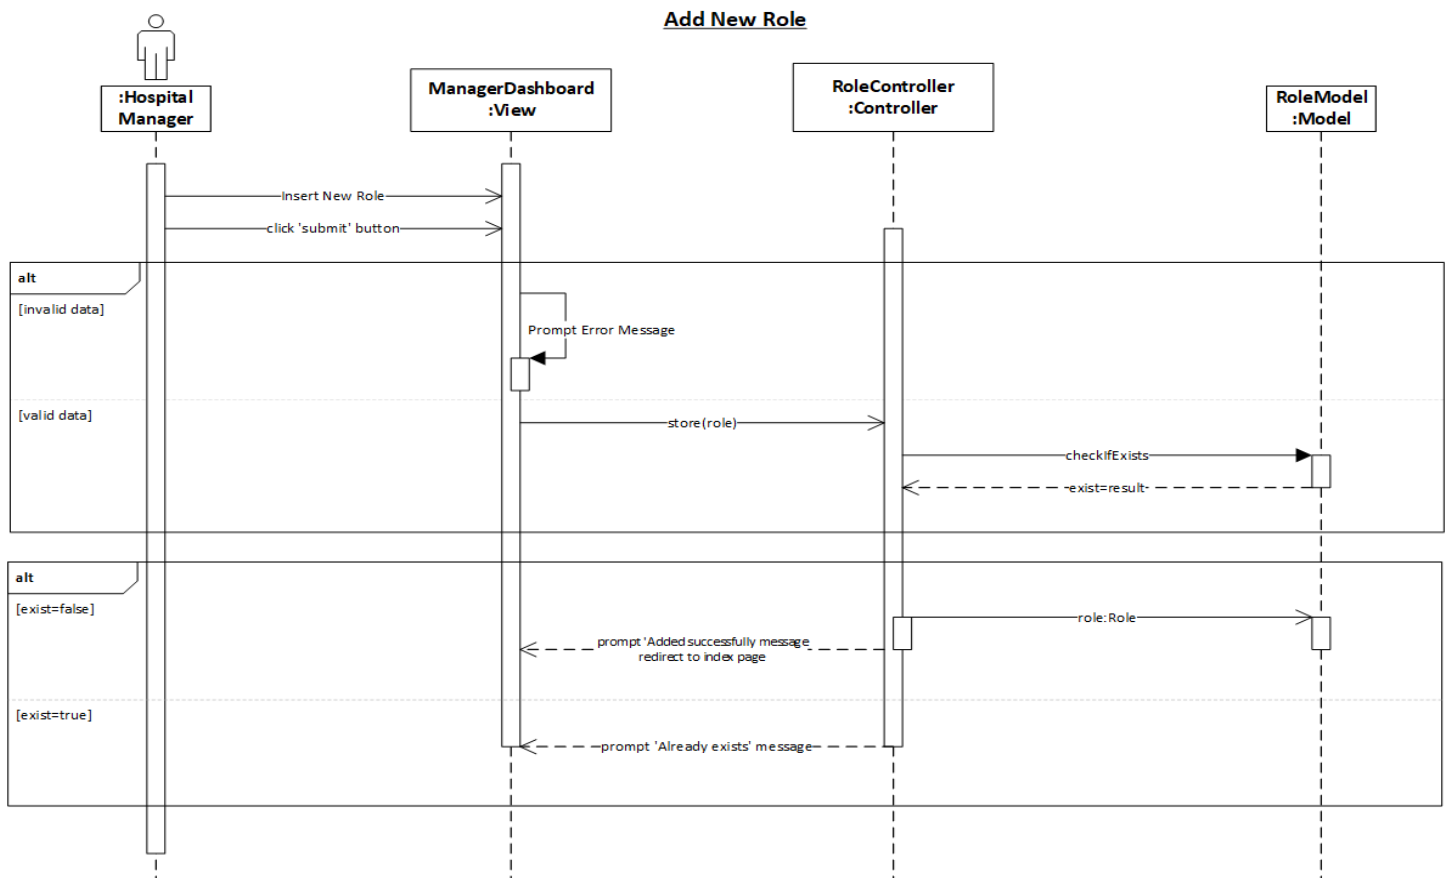 Add New Role
:Hospital
Manager
ManagerDashboard
:View
RoleController
:Controller
RoleModel
:Model
Insert New Role
click 'submit' button
alt
[invalid data]
Prompt Error Message
[valid data]
store(role)
checkIfExists
exist=result
alt
[exist=false]
role:Role
prompt 'Added successfully message
redirect to index page
[exist=true]
prompt 'Already exists' message